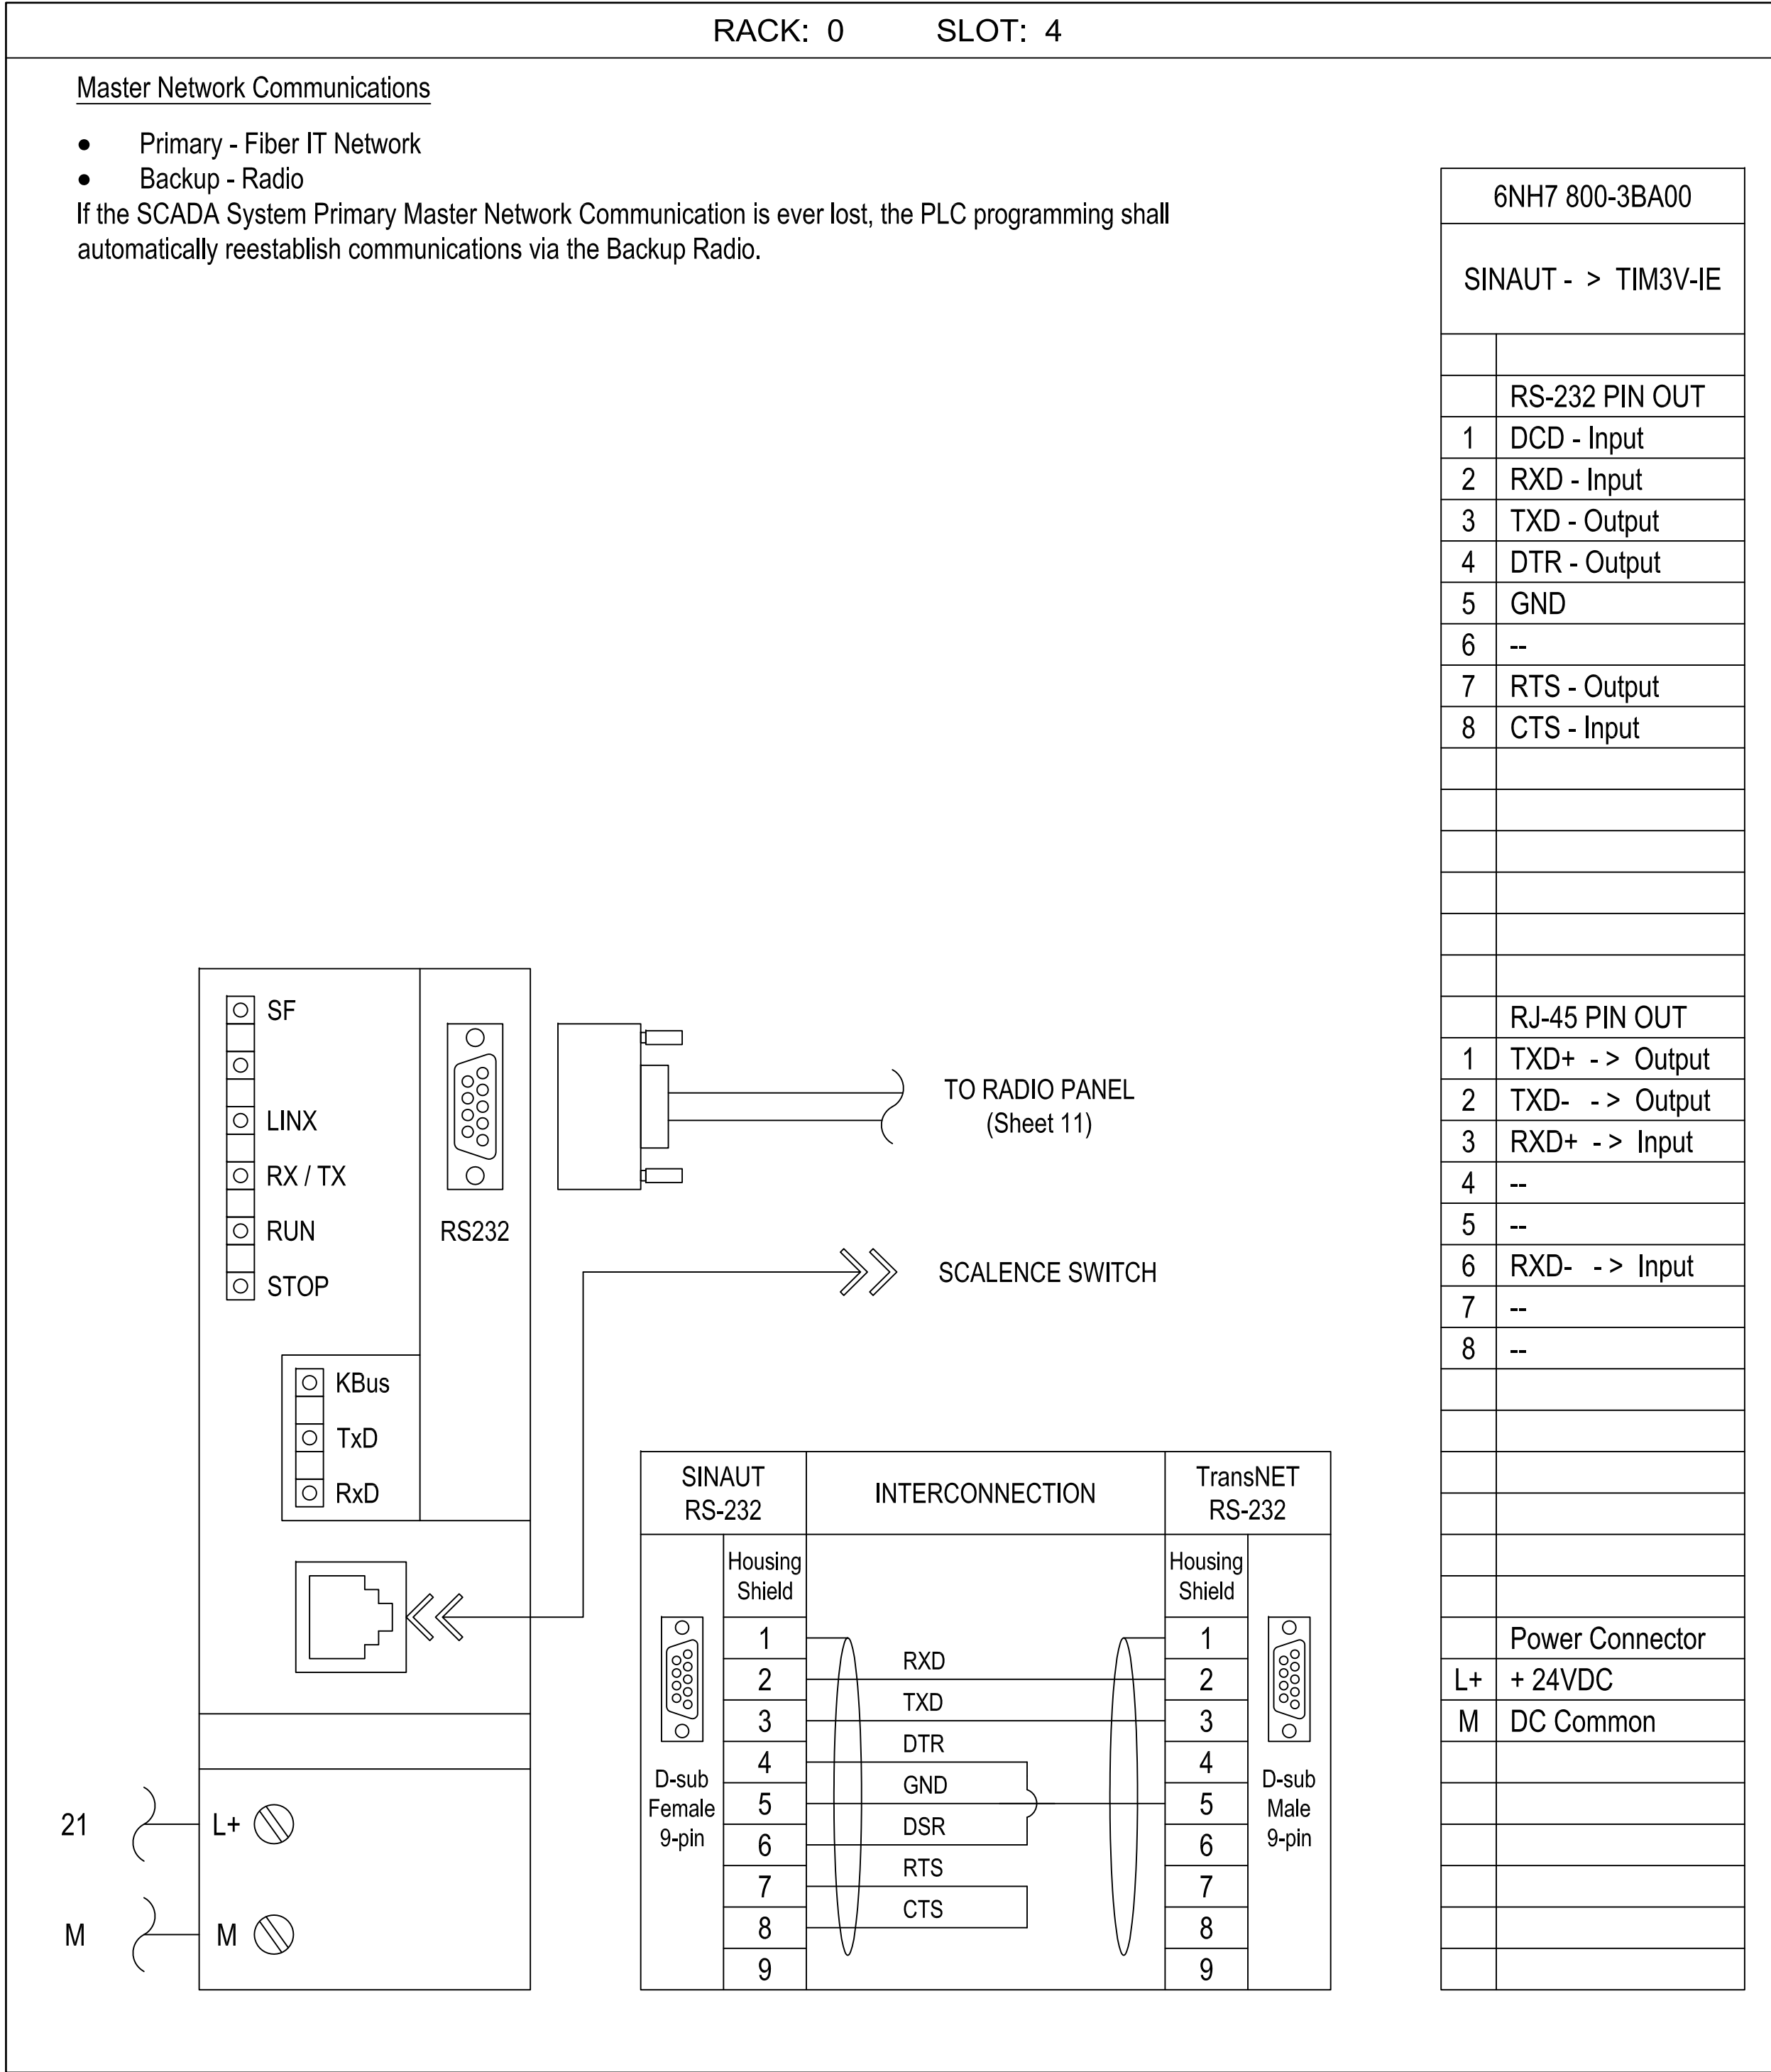 RACK: 0 SLOT: 4
Master Network Communications
● Primary - Fiber IT Network
● Backup - Radio
If the SCADA System Primary Master Network Communication is ever lost, the PLC programming shall
automatically reestablish communications via the Backup Radio.
6NH7 800-3BA00
SINAUT - > TIM3V-IE
RS-232 PIN OUT
1 DCD - Input
2 RXD - Input
3 TXD - Output
4 DTR - Output
5 GND
6 --
7 RTS - Output
8 CTS - Input
RJ-45 PIN OUT
1 TXD+ - > Output
2 TXD- - > Output
3 RXD+ - > Input
4 --
5 --
6 RXD- - > Input
7 --
8 --
Power Connector
L+ + 24VDC
M DC Common
SF
LINX
RX / TX
RUN
STOP
RS232
KBus
TxD
RxD
21
L+
M
M
TO RADIO PANEL
(Sheet 11)
SCALENCE SWITCH
SINAUT
RS-232
INTERCONNECTION
TransNET
RS-232
Housing
Shield
Housing
Shield
1 1
RXD
2 2
TXD
3 3
DTR
4 4
GND
5 5
DSR
6 6
RTS
7 7
CTS
8 8
9 9
D-sub
Female
9-pin
D-sub
Male
9-pin